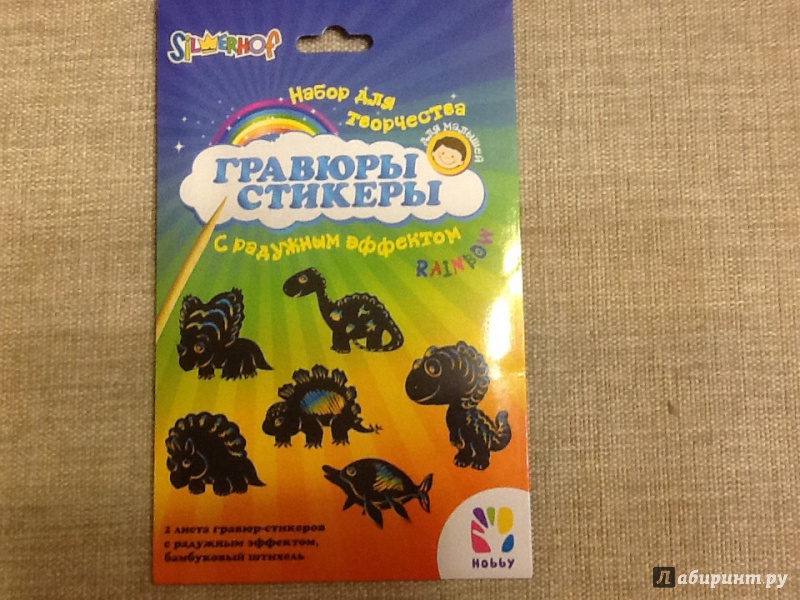 SILWERHOF
Набор для
творчества
для малышей
ГРАВЮРЫ
СТИКЕРЫ
С радужным эффектом
RAINBOW
2 листа гравюр-стикеров
с радужным эффектом,
бамбуковый штихель
Hobby
Лабиринт.ру